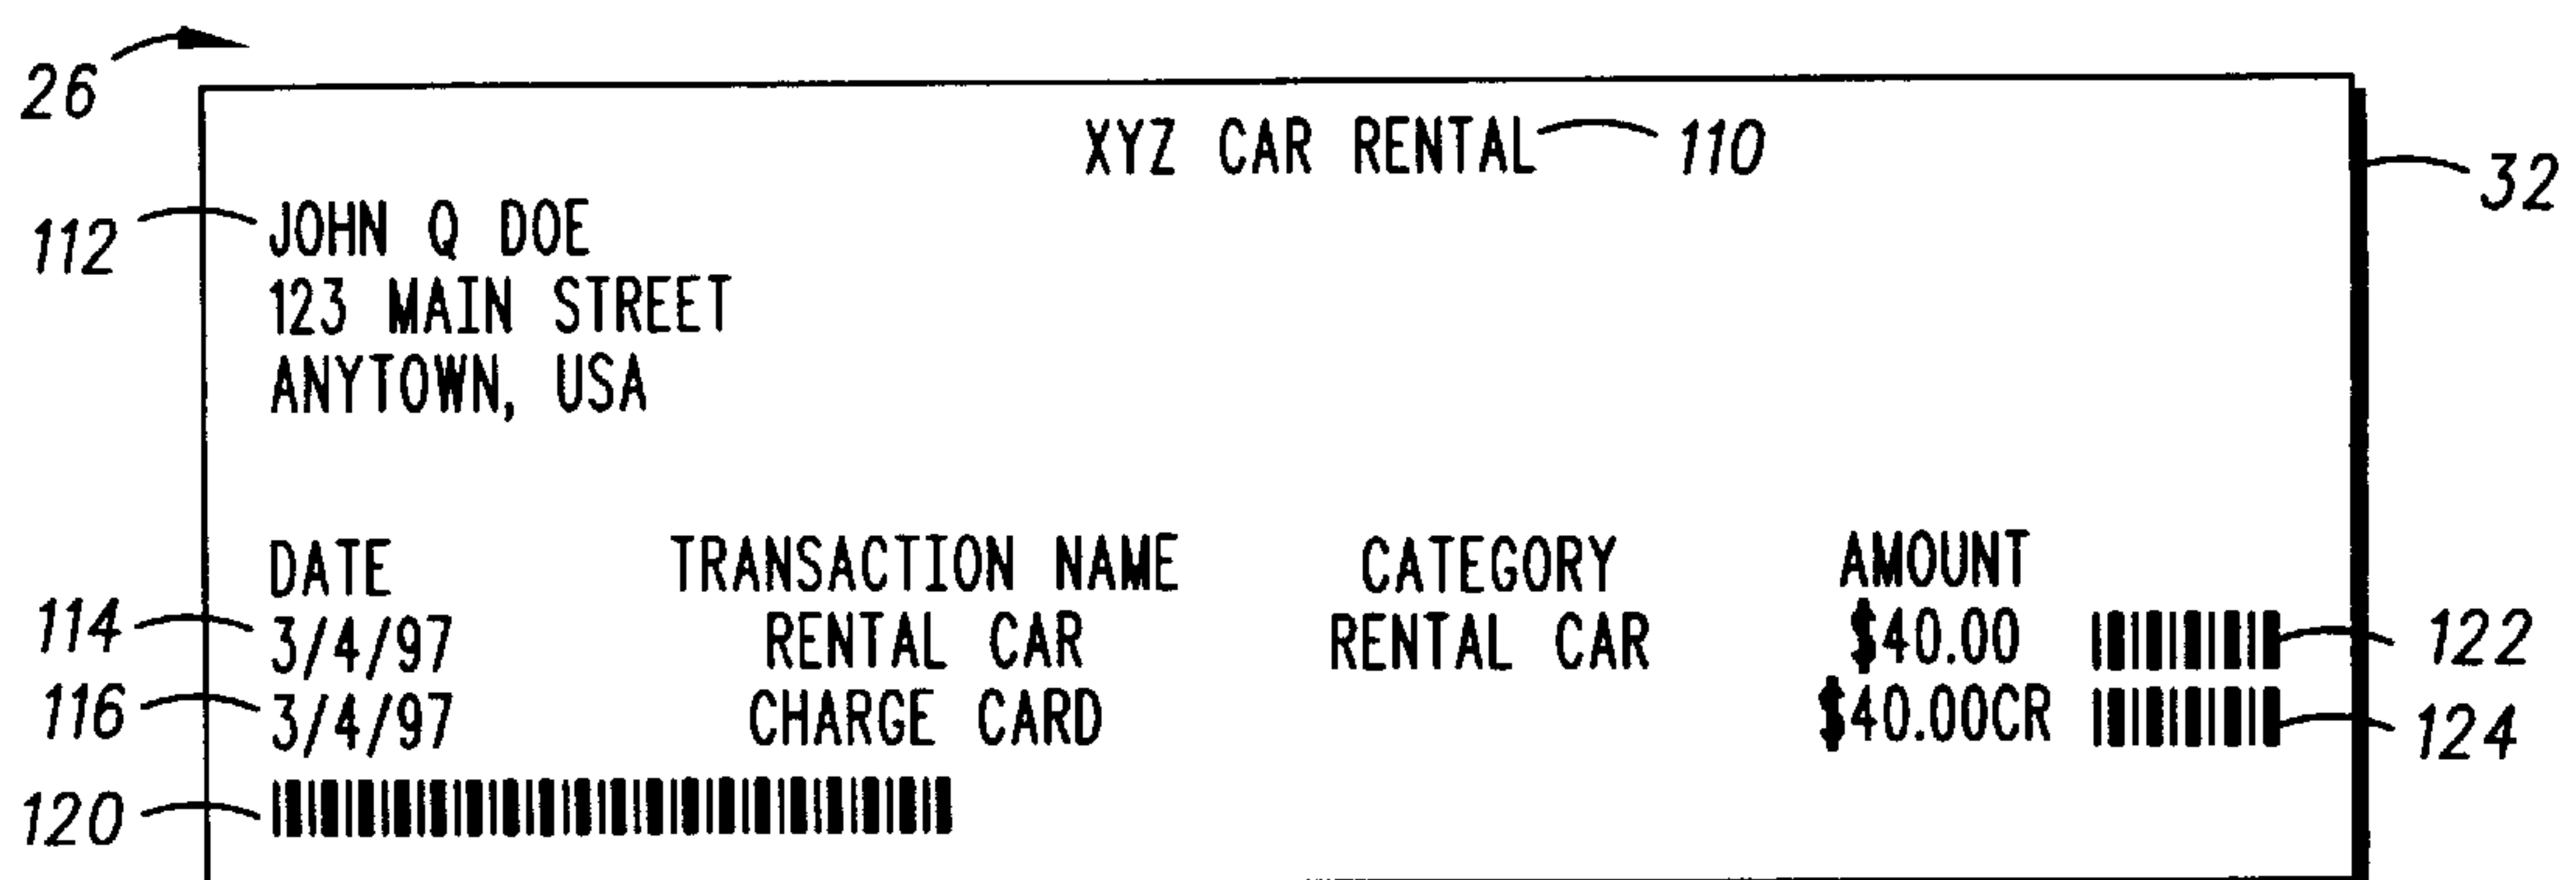 26
XYZ CAR RENTAL 110
32
112 JOHN Q DOE
123 MAIN STREET
ANYTOWN, USA
DATE TRANSACTION NAME CATEGORY AMOUNT
114 3/4/97 RENTAL CAR RENTAL CAR $40.00 122
116 3/4/97 CHARGE CARD $40.00CR 124
120